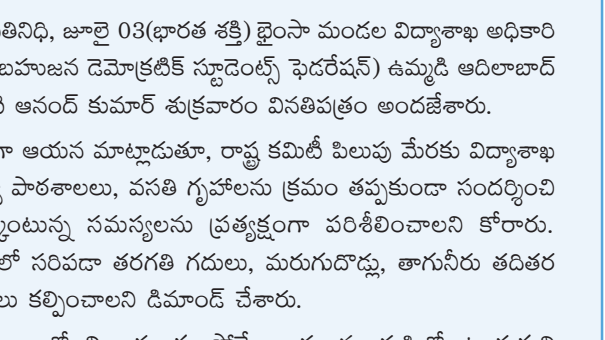 జూలై 03(భారత శక్తి) భైంసా మండల విద్యాశాఖ అధికారి
బహుజన డెమోక్రటిక్ స్టూడెంట్స్ ఫెడరేషన్) ఉమ్మడి ఆదిలాబాద్
ఆనంద్ కుమార్ శుక్రవారం వినతిపత్రం అందజేశారు.
ఆయన మాట్లాడుతూ, రాష్ట్ర కమిటీ పిలుపు మేరకు విద్యాశాఖ
పాఠశాలలు, వసతి గృహాలను క్రమం తప్పకుండా సందర్శించి
సమస్యలను ప్రత్యక్షంగా పరిశీలించాలని కోరారు.
సరిపడా తరగతి గదులు, మరుగుదొడ్లు, తాగునీరు తదితర
కల్పించాలని డిమాండ్ చేశారు.